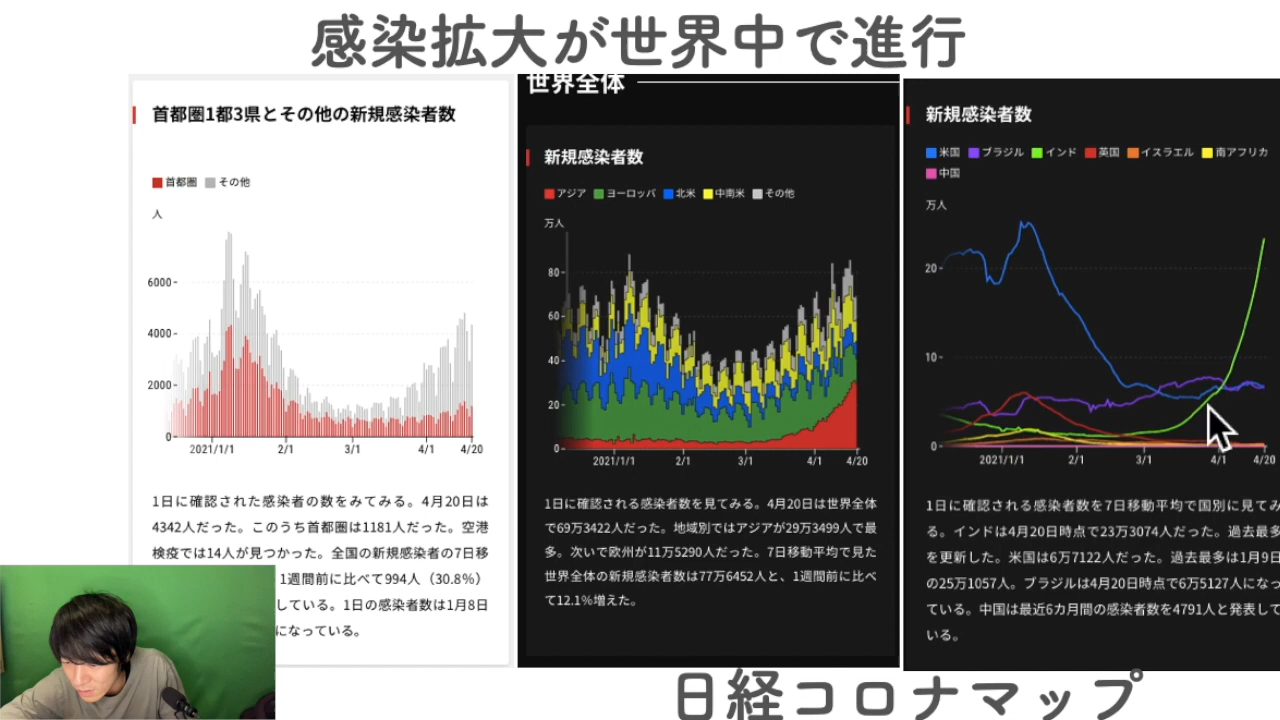 感染拡大が世界中で進行
首都圏1都3県とその他の新規感染者数
首都圏 その他
人
6000
4000
2000
0
2021/1/1 2/1 3/1 4/1 4/20
1日に確認された感染者の数をみてみる。4月20日は
4342人だった。このうち首都圏は1181人だった。空港
検疫では14人が見つかった。全国の新規感染者の7日移
1週間前に比べて994人（30.8％）
している。1日の感染者数は1月8日
になっている。
世界全体
新規感染者数
アジア ヨーロッパ 北米 中南米 その他
万人
80
60
40
20
0
2021/1/1 2/1 3/1 4/1 4/20
1日に確認される感染者数を見てみる。4月20日は世界全体
で69万3422人だった。地域別ではアジアが29万3499人で最
多。次いで欧州が11万5290人だった。7日移動平均で見た
世界全体の新規感染者数は77万6452人と、1週間前に比べ
て12.1％増えた。
新規感染者数
米国 ブラジル インド 英国 イスラエル 南アフリカ
中国
万人
20
10
0
2021/1/1 2/1 3/1 4/1 4/20
1日に確認される感染者数を7日移動平均で国別に見てみ
る。インドは4月20日時点で23万3074人だった。過去最多
を更新した。米国は6万7122人だった。過去最多は1月9日
の25万1057人。ブラジルは4月20日時点で6万5127人になっ
ている。中国は最近6カ月間の感染者数を4791人と発表して
いる。
日経コロナマップ